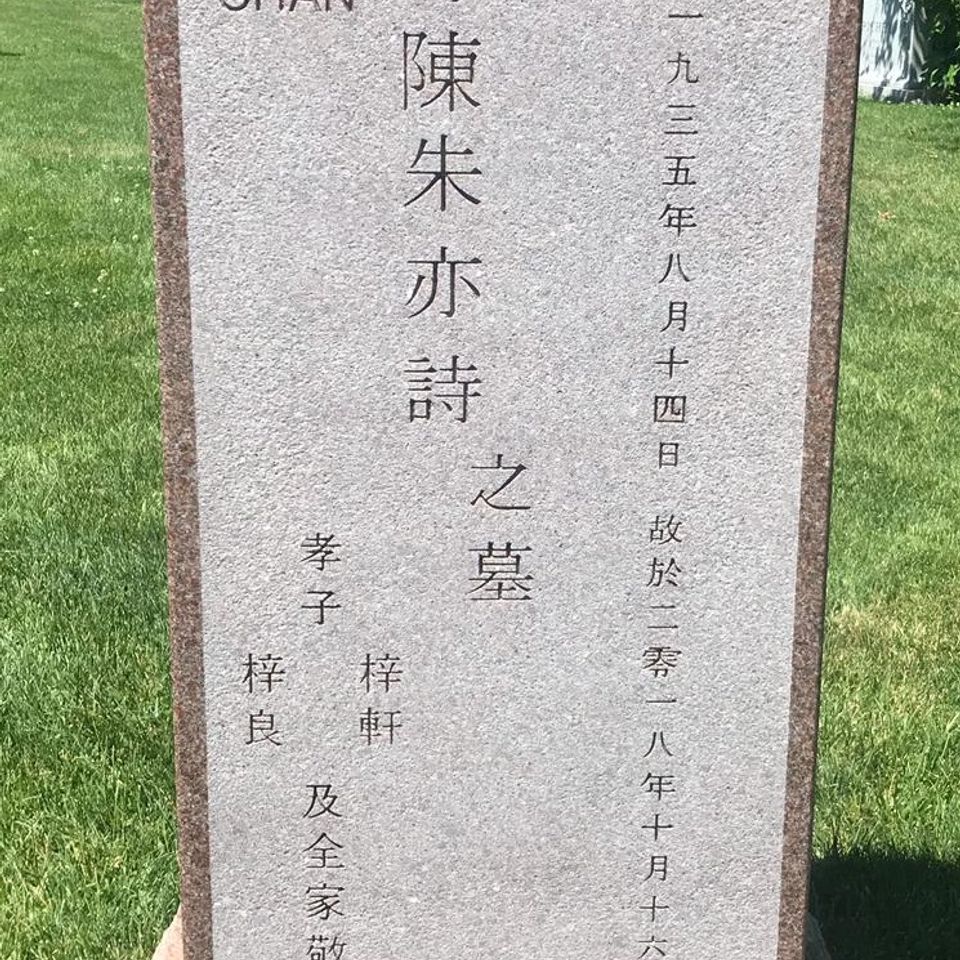 CHAN
一九三五年八月十四日 故於二零一八年十月十六
陳朱亦詩
之墓
孝子
梓軒
梓良
及全家敬